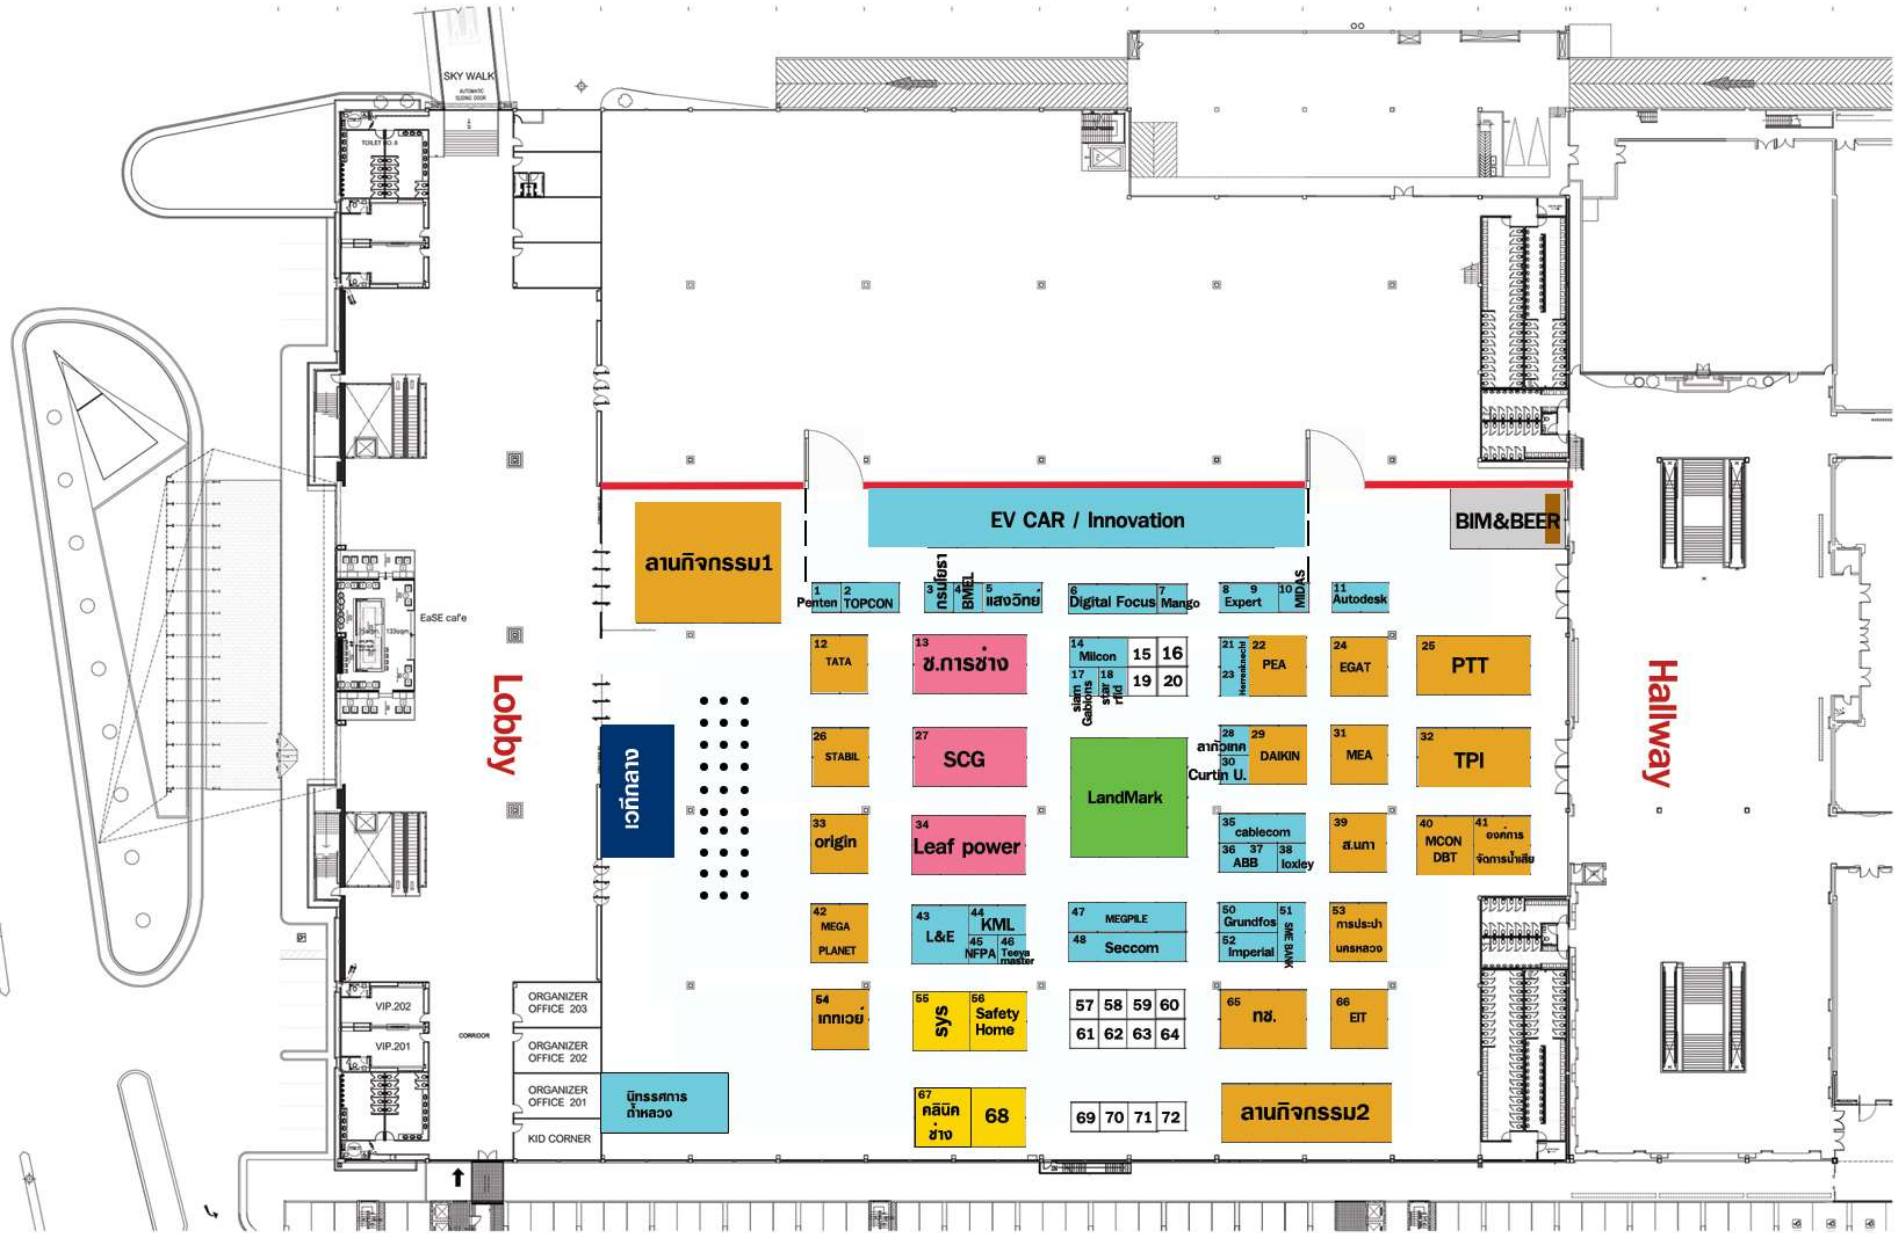 SKY WALK
AUTOMATIC
SLIDING DOOR
TOILET NO. 8
EV CAR / Innovation
BIM&BEER
ลานกิจกรรม1
1
Penten
2
TOPCON
3
กรมโยธา
4
BMEL
5
แสงวิทย์
6
Digital Focus
7
Mango
8
9
Expert
10
MIDAS
11
Autodesk
EaSE caf'e
12
TATA
13
ช.การช่าง
14
Milcon
15
16
17
siam
Gabions
18
star
rfid
19
20
21
23
Herrenknecht
22
PEA
24
EGAT
25
PTT
Lobby
Hallway
เวทีกลาง
26
STABIL
27
SCG
LandMark
28
30
Curtin U.
29
DAIKIN
31
MEA
32
TPI
33
origin
34
Leaf power
35
cablecom
36
37
ABB
38
loxley
39
ส.นภา
40
MCON
DBT
41
องค์การ
จัดการน้ำเสีย
42
MEGA
PLANET
43
L&E
44
KML
45
NFPA
46
Teeya
master
47
MEGPILE
48
Seccom
50
Grundfos
51
SME BANK
52
Imperial
53
การประปา
นครหลวง
VIP.202
VIP.201
CORRIDOR
ORGANIZER
OFFICE 203
ORGANIZER
OFFICE 202
ORGANIZER
OFFICE 201
KID CORNER
54
เกทเวย์
55
sys
56
Safety
Home
57
58
59
60
61
62
63
64
65
ทช.
66
EIT
นิทรรศการ
ถ้ำหลวง
67
คลินิค
ช่าง
68
69
70
71
72
ลานกิจกรรม2